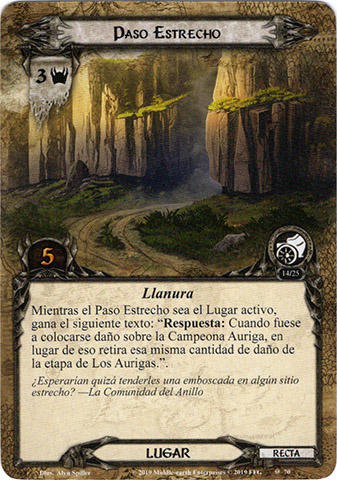 Paso Estrecho
3
5
14/25
Llanura
Mientras el Paso Estrecho sea el Lugar activo,
gana el siguiente texto: “Respuesta: Cuando fuese
a colocarse daño sobre la Campeona Auriga, en
lugar de eso retira esa misma cantidad de daño de
la etapa de Los Aurigas.”.
¿Esperarían quizá tenderles una emboscada en algún sitio
estrecho? —La Comunidad del Anillo
LUGAR
RECTA
Ilus. Alyn Spiller
2019 Middle-earth Enterprises © 2019 FFG
70